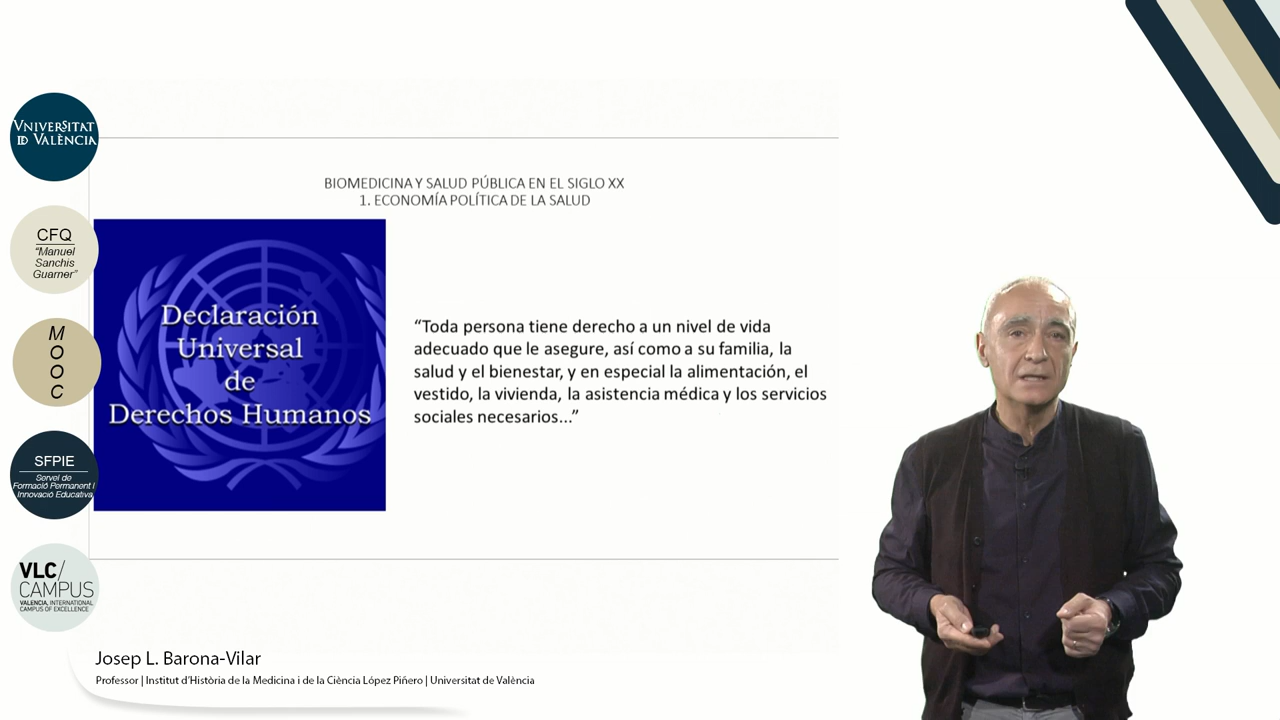 VNIVERSITAT
ID VALÈNCIA
CFQ
"Manuel
Sanchis
Guarner"
M
O
O
C
SFPIE
Servei de
Formació Permanent i
Innovació Educativa
VLC/
CAMPUS
VALENCIA, INTERNATIONAL
CAMPUS OF EXCELLENCE
BIOMEDICINA Y SALUD PÚBLICA EN EL SIGLO XX
1. ECONOMÍA POLÍTICA DE LA SALUD
Declaración
Universal
de
Derechos Humanos
“Toda persona tiene derecho a un nivel de vida
adecuado que le asegure, así como a su familia, la
salud y el bienestar, y en especial la alimentación, el
vestido, la vivienda, la asistencia médica y los servicios
sociales necesarios...”
Josep L. Barona-Vilar
Professor | Institut d’Història de la Medicina i de la Ciència López Piñero | Universitat de València